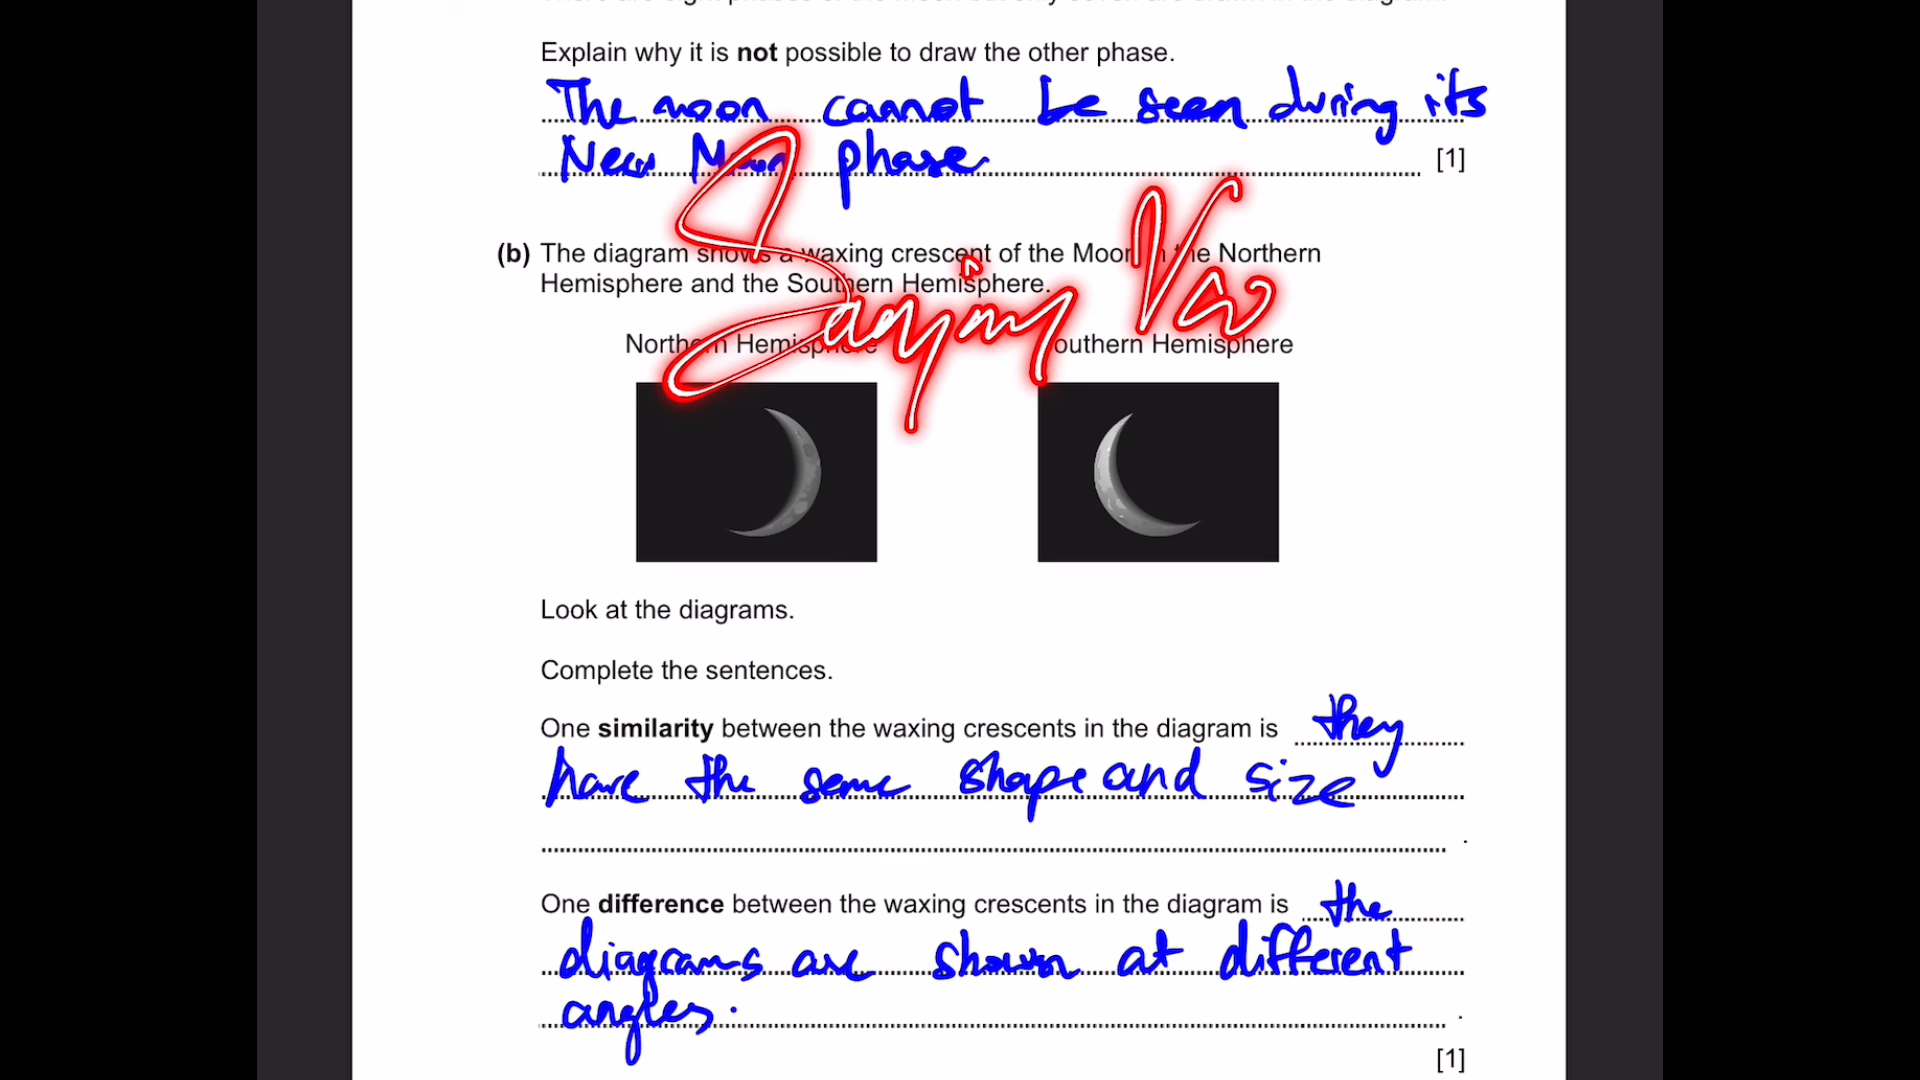 Explain why it is not possible to draw the other phase.
The moon cannot be seen during its
New Moon phase [1]
(b) The diagram shows a waxing crescent of the Moon in the Northern
Hemisphere and the Southern Hemisphere.
Northern Hemisphere Southern Hemisphere
Look at the diagrams.
Complete the sentences.
One similarity between the waxing crescents in the diagram is they
have the same shape and size
.
One difference between the waxing crescents in the diagram is the
diagrams are shown at different
angles. .
[1]